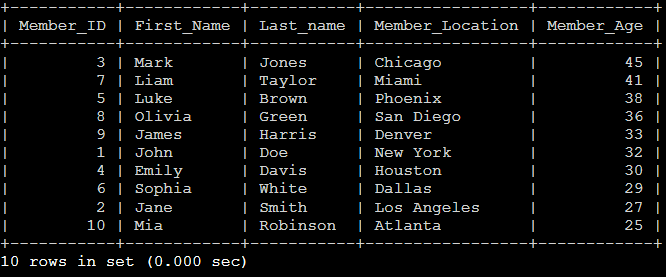 +-----------+------------+-----------+-----------------+------------+
| Member_ID | First_Name | Last_name | Member_Location | Member_Age |
+-----------+------------+-----------+-----------------+------------+
| 3 | Mark | Jones | Chicago | 45 |
| 7 | Liam | Taylor | Miami | 41 |
| 5 | Luke | Brown | Phoenix | 38 |
| 8 | Olivia | Green | San Diego | 36 |
| 9 | James | Harris | Denver | 33 |
| 1 | John | Doe | New York | 32 |
| 4 | Emily | Davis | Houston | 30 |
| 6 | Sophia | White | Dallas | 29 |
| 2 | Jane | Smith | Los Angeles | 27 |
| 10 | Mia | Robinson | Atlanta | 25 |
+-----------+------------+-----------+-----------------+------------+
10 rows in set (0.000 sec)